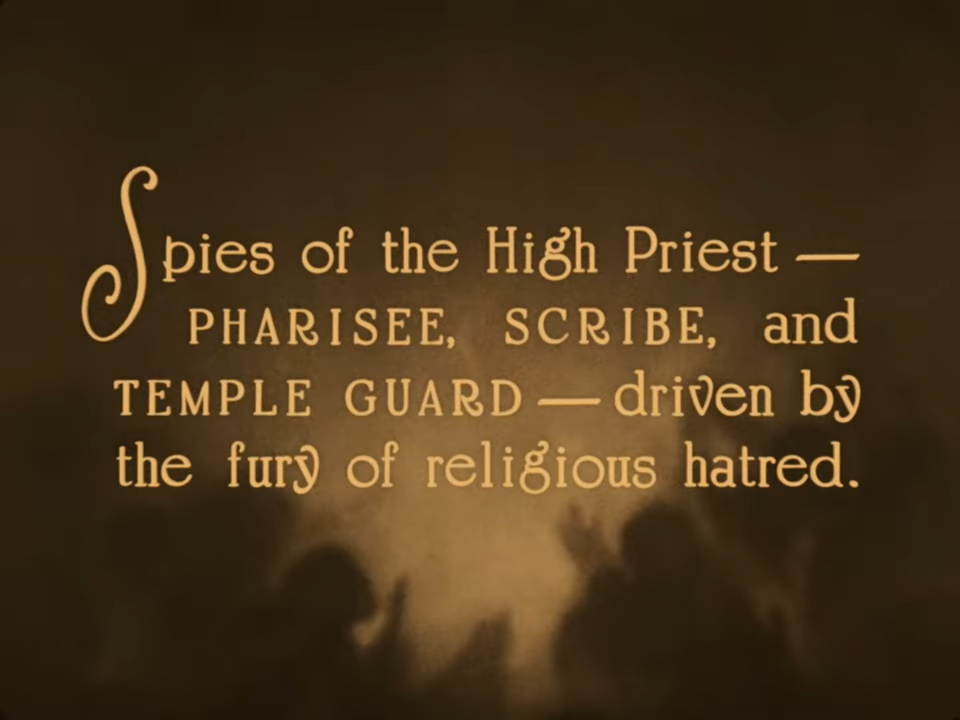 Spies of the High Priest —
PHARISEE, SCRIBE, and
TEMPLE GUARD — driven by
the fury of religious hatred.